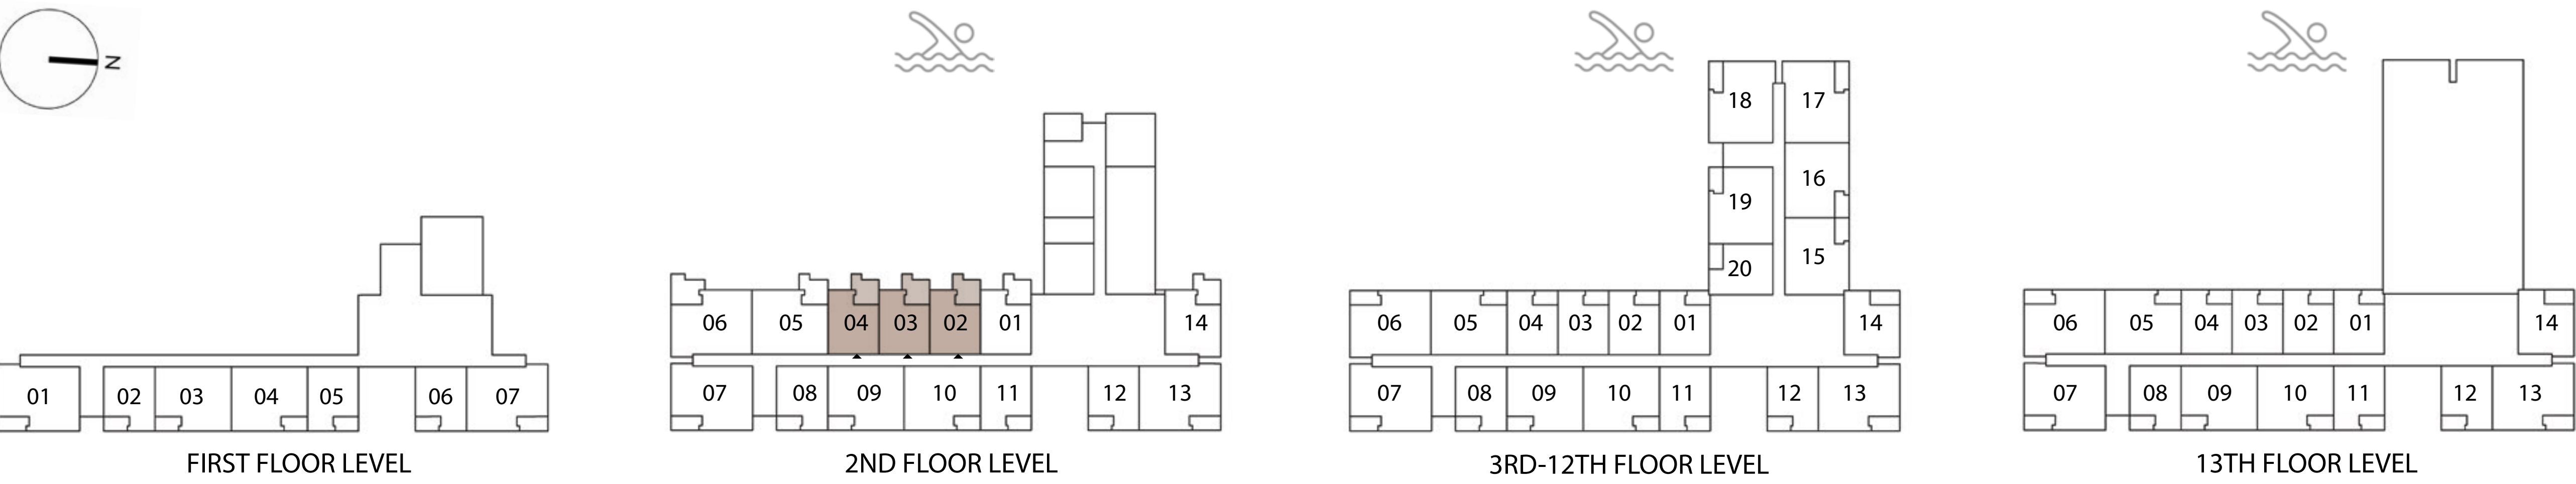 N
01 02 03 04 05 06 07
FIRST FLOOR LEVEL
06 05 04 03 02 01 14
07 08 09 10 11 12 13
2ND FLOOR LEVEL
18 17
16
19
15
20
06 05 04 03 02 01 14
07 08 09 10 11 12 13
3RD-12TH FLOOR LEVEL
06 05 04 03 02 01 14
07 08 09 10 11 12 13
13TH FLOOR LEVEL